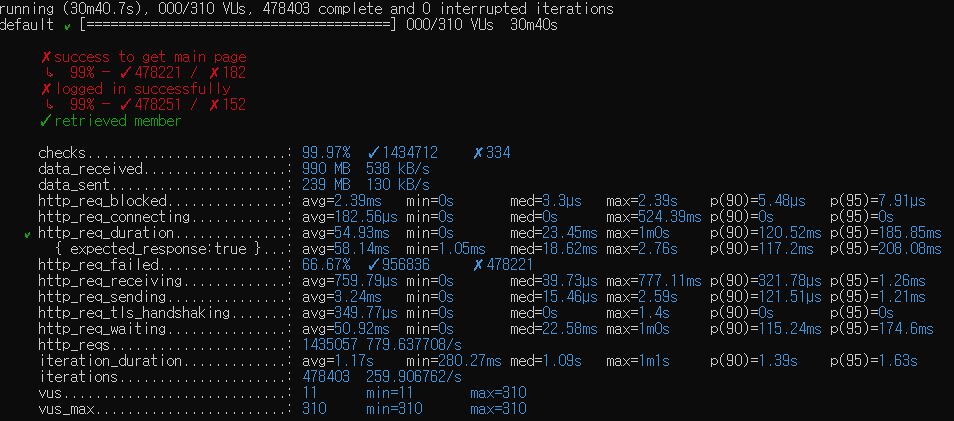 running (30m40.7s), 000/310 VUs, 478403 complete and 0 interrupted iterations
default ✓ [======================================] 000/310 VUs  30m40s

✗ success to get main page
↳  99% — ✓ 478221 / ✗ 182
✗ logged in successfully
↳  99% — ✓ 478251 / ✗ 152
✓ retrieved member

checks.........................: 99.97%  ✓ 1434712    ✗ 334
data_received..................: 990 MB  538 kB/s
data_sent......................: 239 MB  130 kB/s
http_req_blocked...............: avg=2.39ms   min=0s       med=3.3µs   max=2.39s    p(90)=5.48µs   p(95)=7.91µs
http_req_connecting............: avg=182.56µs min=0s       med=0s      max=524.39ms p(90)=0s       p(95)=0s
✓ http_req_duration..............: avg=54.93ms  min=0s       med=23.45ms max=1m0s     p(90)=120.52ms p(95)=185.85ms
{ expected_response:true }...: avg=58.14ms  min=1.05ms   med=18.62ms max=2.76s    p(90)=117.2ms  p(95)=208.08ms
http_req_failed................: 66.67%  ✓ 956836     ✗ 478221
http_req_receiving.............: avg=759.79µs min=0s       med=39.73µs max=777.11ms p(90)=321.78µs p(95)=1.26ms
http_req_sending...............: avg=3.24ms   min=0s       med=15.46µs max=2.59s    p(90)=121.51µs p(95)=1.21ms
http_req_tls_handshaking.......: avg=349.77µs min=0s       med=0s      max=1.4s     p(90)=0s       p(95)=0s
http_req_waiting...............: avg=50.92ms  min=0s       med=22.58ms max=1m0s     p(90)=115.24ms p(95)=174.6ms
http_reqs......................: 1435057 779.637708/s
iteration_duration.............: avg=1.17s    min=280.27ms med=1.09s   max=1m1s     p(90)=1.39s    p(95)=1.63s
iterations.....................: 478403  259.906762/s
vus............................: 11      min=11       max=310
vus_max........................: 310     min=310      max=310